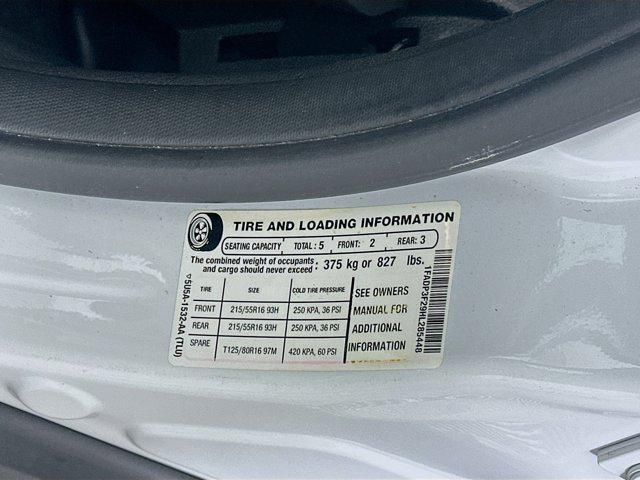 TIRE AND LOADING INFORMATION
SEATING CAPACITY TOTAL : 5 FRONT: 2 REAR: 3
The combined weight of occupants
and cargo should never exceed : 375 kg or 827 lbs.
TIRE SIZE COLD TIRE PRESSURE
FRONT 215/55R16 93H 250 KPA, 36 PSI
REAR 215/55R16 93H 250 KPA, 36 PSI
SPARE T125/80R16 97M 420 KPA, 60 PSI
SEE OWNERS
MANUAL FOR
ADDITIONAL
INFORMATION
5U5A-1532-AA (TLU)
1FADP3F29HL285448